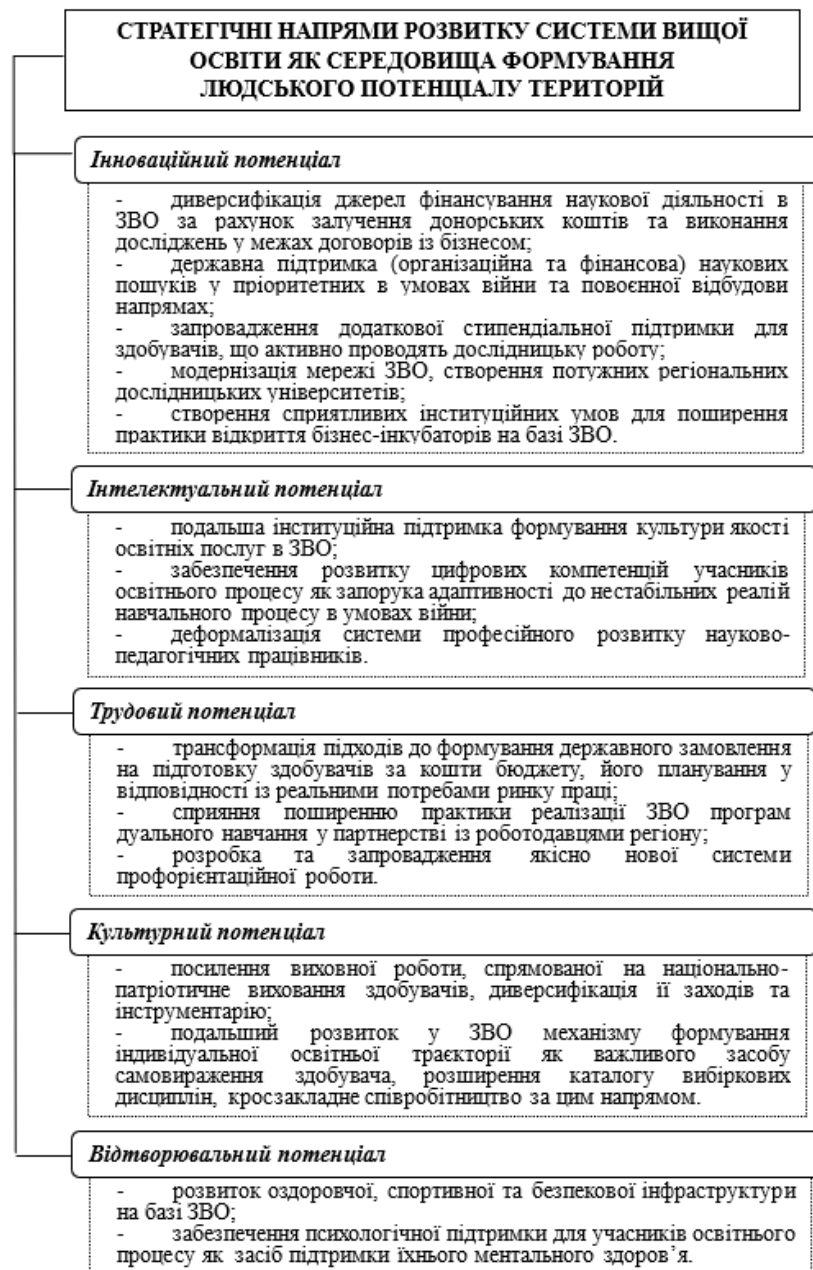 СТРАТЕГІЧНІ НАПРЯМИ РОЗВИТКУ СИСТЕМИ ВИЩОЇ
ОСВІТИ ЯК СЕРЕДОВИЩА ФОРМУВАННЯ
ЛЮДСЬКОГО ПОТЕНЦІАЛУ ТЕРИТОРІЙ
Інноваційний потенціал
- диверсифікація джерел фінансування наукової діяльності в
ЗВО за рахунок залучення донорських коштів та виконання
досліджень у межах договорів із бізнесом;
- державна підтримка (організаційна та фінансова) наукових
пошуків у пріоритетних в умовах війни та повоєнної відбудови
напрямах;
- запровадження додаткової стипендіальної підтримки для
здобувачів, що активно проводять дослідницьку роботу;
- модернізація мережі ЗВО, створення потужних регіональних
дослідницьких університетів;
- створення сприятливих інституційних умов для поширення
практики відкриття бізнес-інкубаторів на базі ЗВО.
Інтелектуальний потенціал
- подальша інституційна підтримка формування культури якості
освітніх послуг в ЗВО;
- забезпечення розвитку цифрових компетенцій учасників
освітнього процесу як запорука адаптивності до нестабільних реалій
навчального процесу в умовах війни;
- деформалізація системи професійного розвитку науково-
педагогічних працівників.
Трудовий потенціал
- трансформація підходів до формування державного замовлення
на підготовку здобувачів за кошти бюджету, його планування у
відповідності із реальними потребами ринку праці;
- сприяння поширенню практики реалізації ЗВО програм
дуального навчання у партнерстві із роботодавцями регіону;
- розробка та запровадження якісно нової системи
профорієнтаційної роботи.
Культурний потенціал
- посилення виховної роботи, спрямованої на національно-
патріотичне виховання здобувачів, диверсифікація її заходів та
інструментарію;
- подальший розвиток у ЗВО механізму формування
індивідуальної освітньої траєкторії як важливого засобу
самовираження здобувача, розширення каталогу вибіркових
дисциплін, кросзакладне співробітництво за цим напрямом.
Відтворювальний потенціал
- розвиток оздоровчої, спортивної та безпекової інфраструктури
на базі ЗВО;
- забезпечення психологічної підтримки для учасників освітнього
процесу як засіб підтримки їхнього ментального здоров’я.